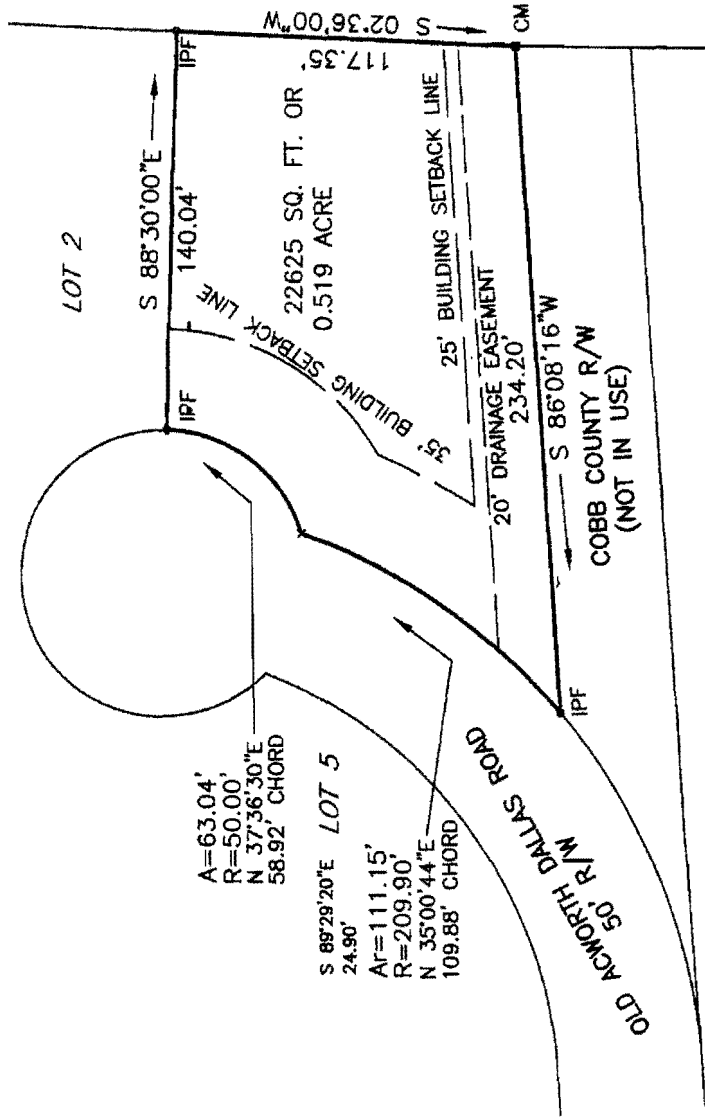 LOT 2
S 88°30'00"E
140.04'
IPF
IPF
S 02°36'00"W
117.35'
CM
22625 SQ. FT. OR
0.519 ACRE
35' BUILDING SETBACK LINE
25' BUILDING SETBACK LINE
20' DRAINAGE EASEMENT
234.20'
S 86°08'16"W
COBB COUNTY R/W
(NOT IN USE)
IPF
A=63.04'
R=50.00'
N 37°36'30"E
58.92' CHORD
LOT 5
S 89°29'20"E
24.90'
Ar=111.15'
R=209.90'
N 35°00'44"E
109.88' CHORD
OLD ACWORTH DALLAS ROAD
50' R/W